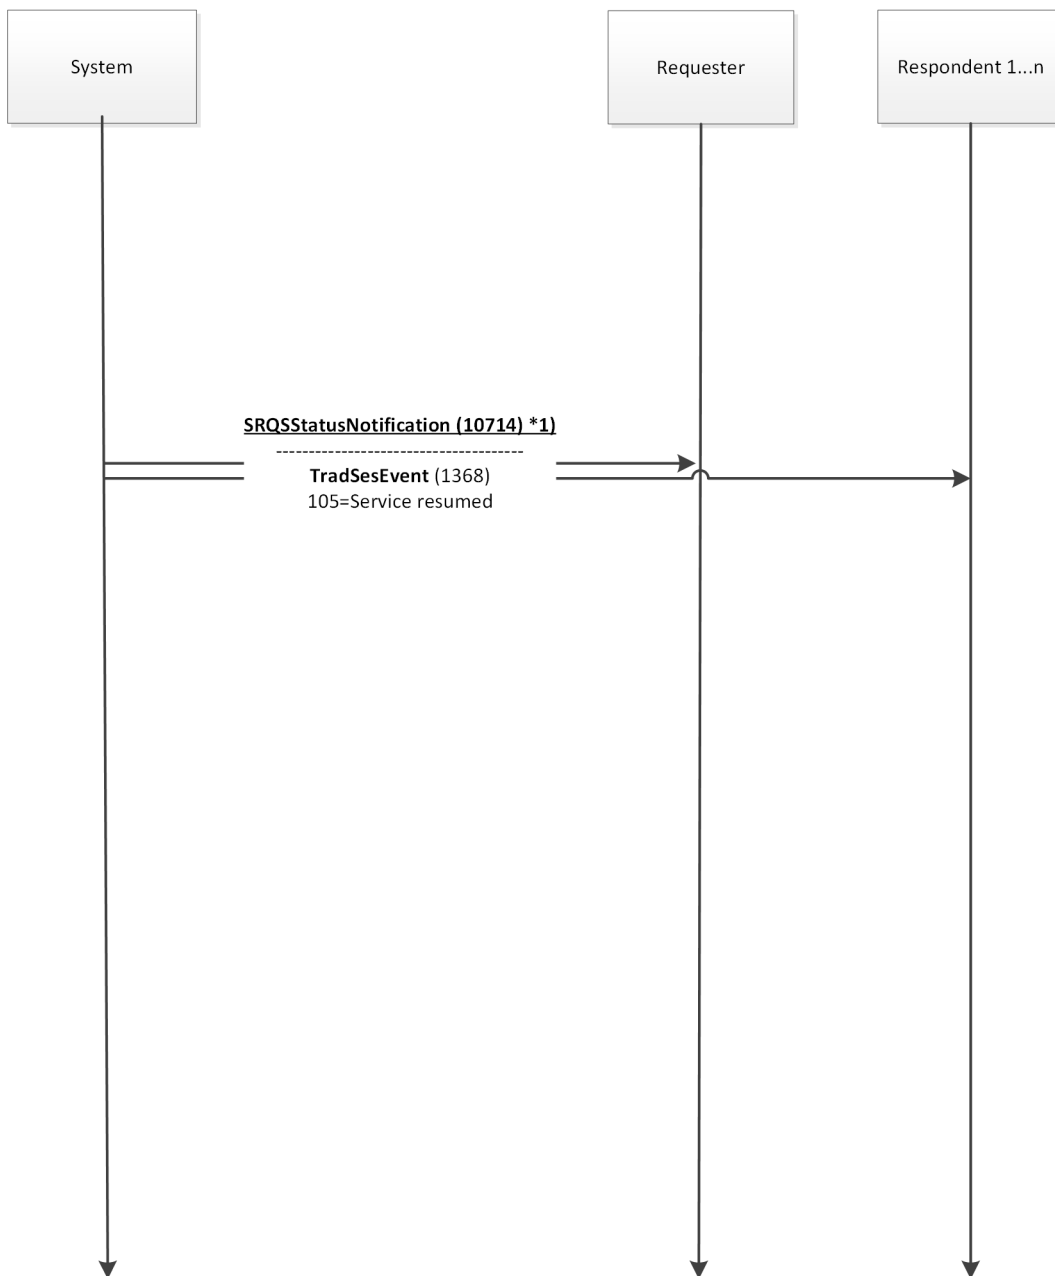 System
Requester
Respondent 1...n
SRQSStatusNotification (10714) *1)
--------------------------------------
TradSesEvent (1368)
105=Service resumed